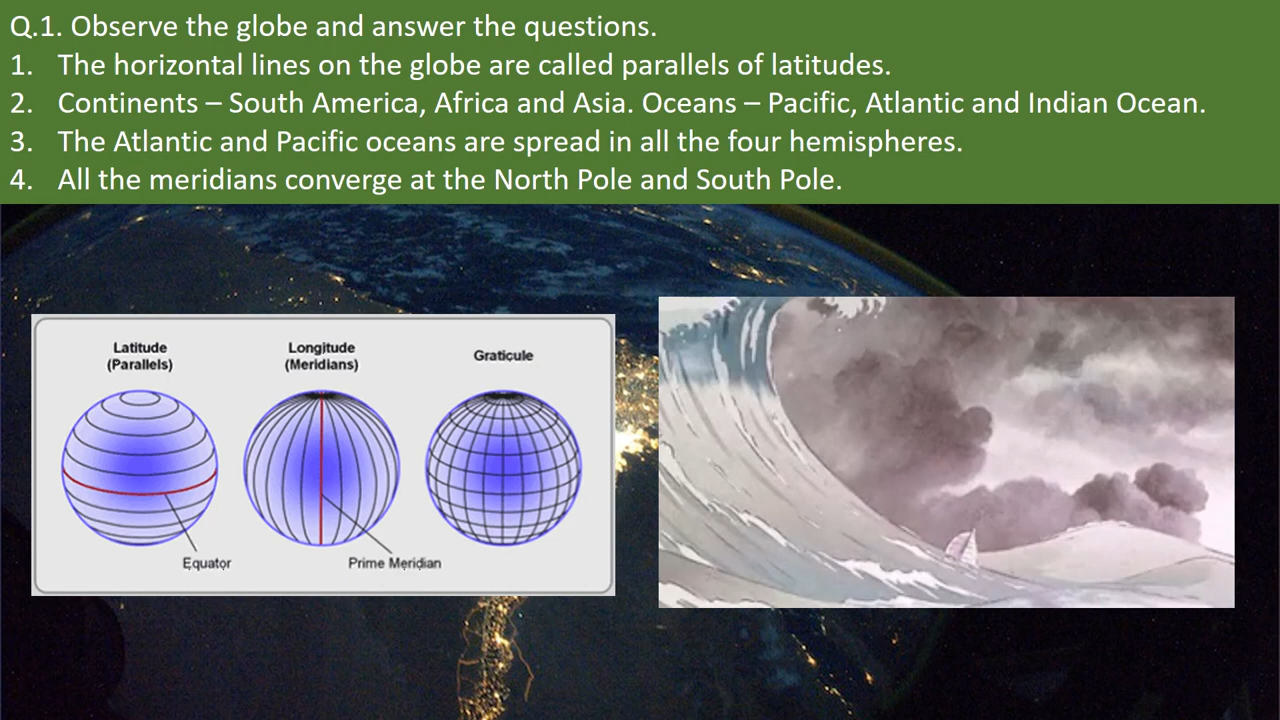 Q.1. Observe the globe and answer the questions.
1. The horizontal lines on the globe are called parallels of latitudes.
2. Continents – South America, Africa and Asia. Oceans – Pacific, Atlantic and Indian Ocean.
3. The Atlantic and Pacific oceans are spread in all the four hemispheres.
4. All the meridians converge at the North Pole and South Pole.
Latitude
(Parallels)
Longitude
(Meridians)
Graticule
Equator
Prime Meridian